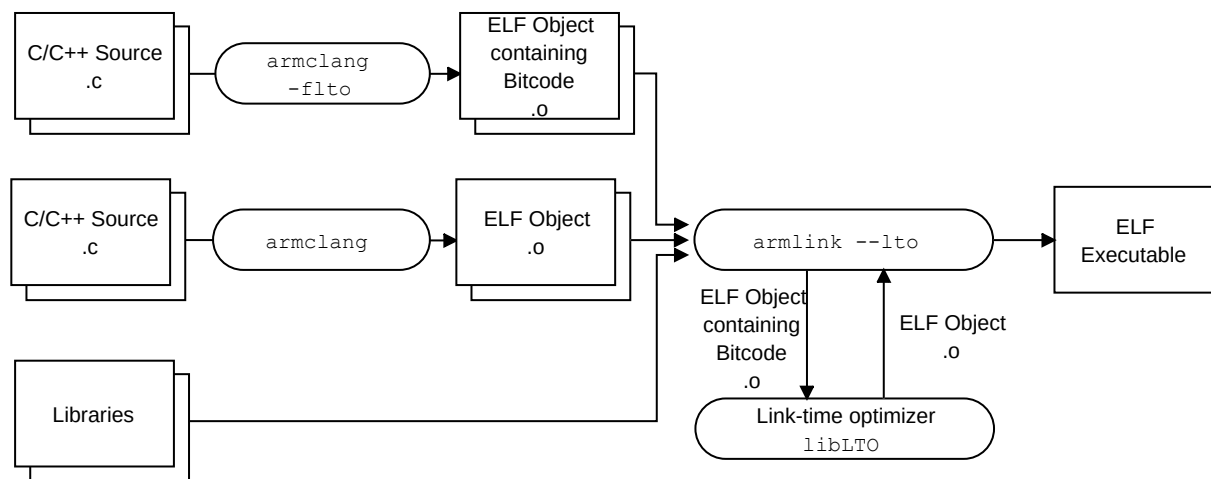 C/C++ Source
.c
armclang
-flto
ELF Object
containing
Bitcode
.o
C/C++ Source
.c
armclang
ELF Object
.o
armlink --lto
ELF
Executable
ELF Object
containing
Bitcode
.o
ELF Object
.o
Libraries
Link-time optimizer
libLTO